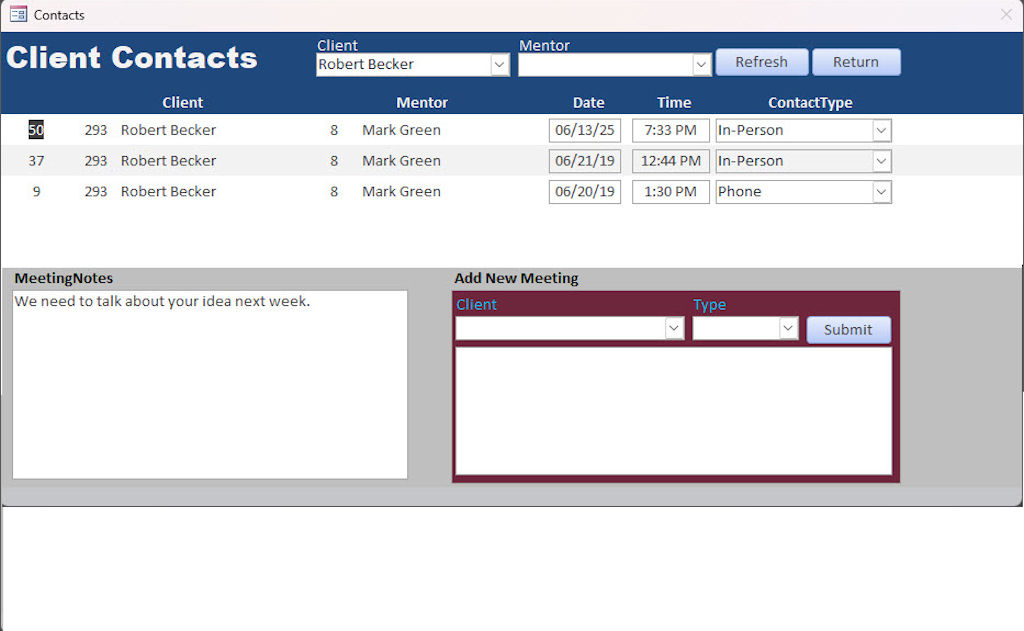 Contacts
Client Contacts
Client Mentor
Robert Becker Refresh Return
Client Mentor Date Time ContactType
50 293 Robert Becker 8 Mark Green 06/13/25 7:33 PM In-Person
37 293 Robert Becker 8 Mark Green 06/21/19 12:44 PM In-Person
9 293 Robert Becker 8 Mark Green 06/20/19 1:30 PM Phone
MeetingNotes
We need to talk about your idea next week.
Add New Meeting
Client Type
Submit